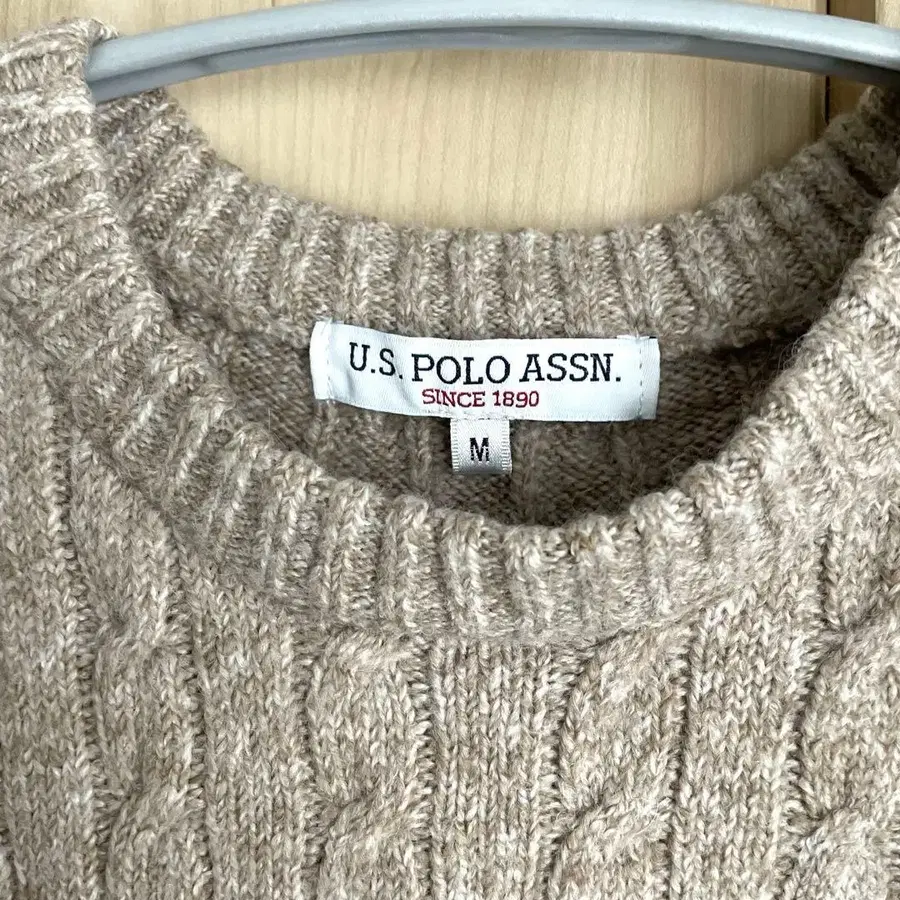 U.S. POLO ASSN.
SINCE 1890
M